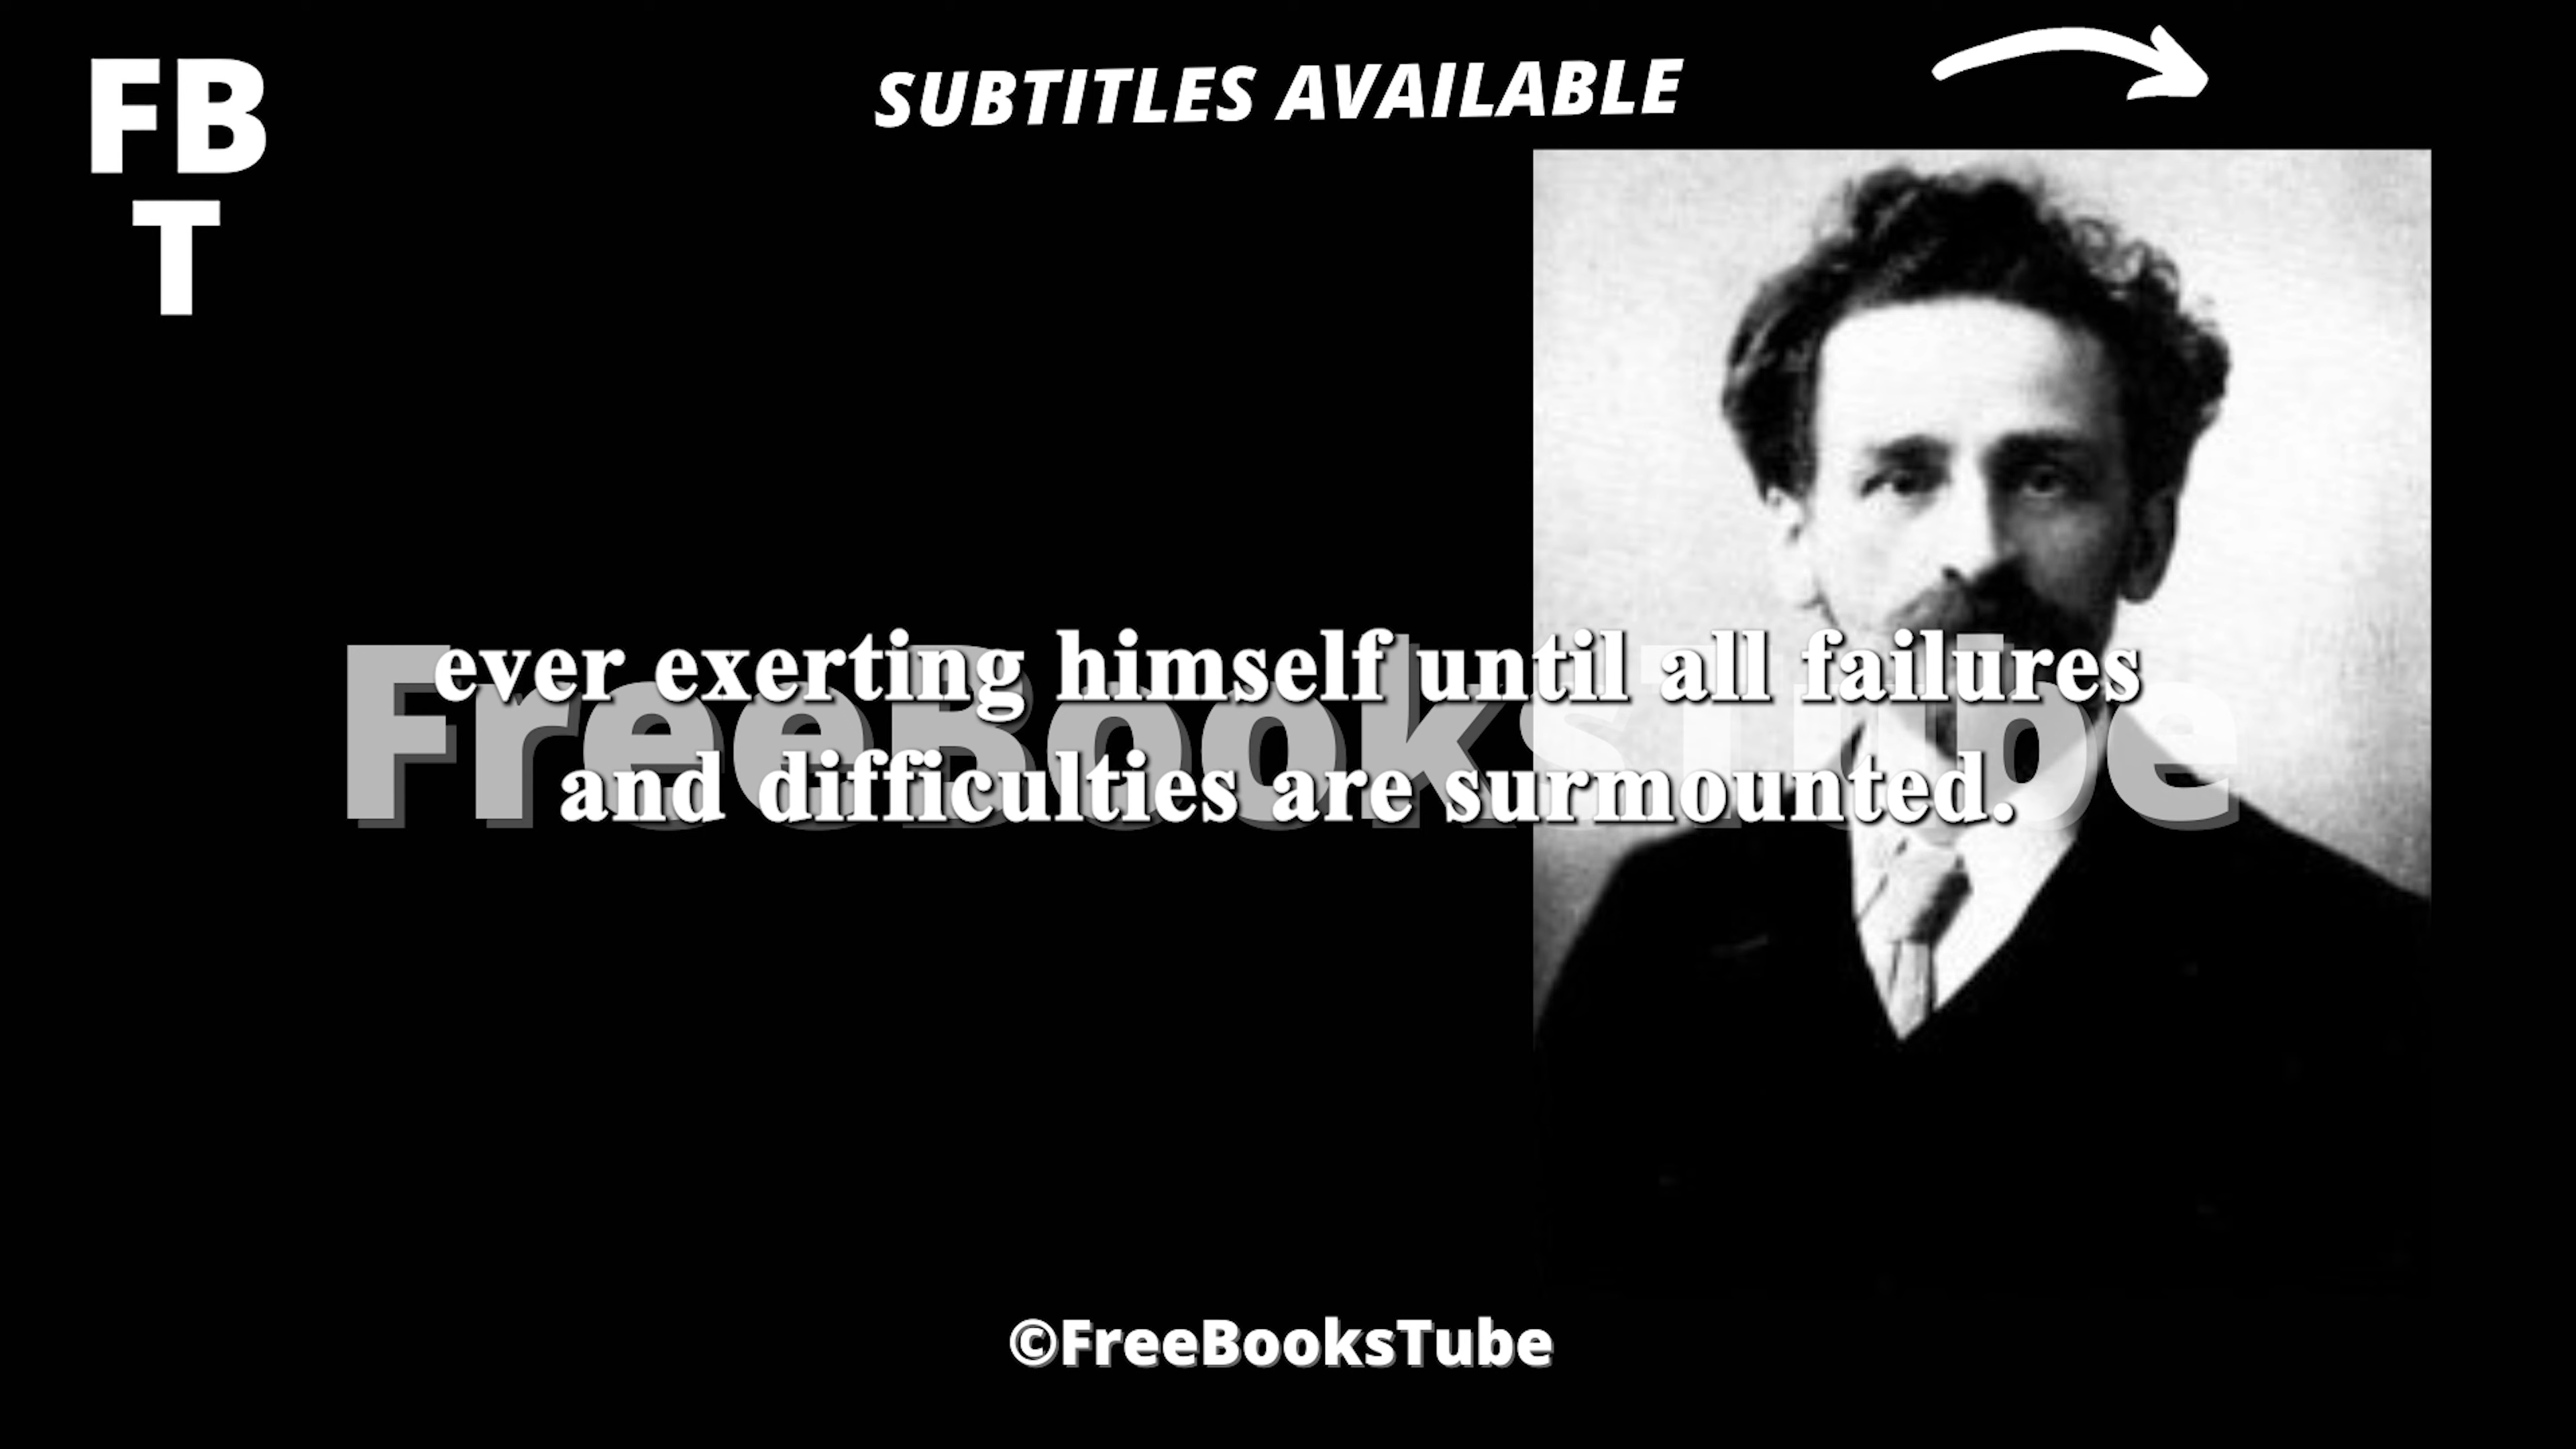 FB
T
SUBTITLES AVAILABLE
FreeBooksTube
ever exerting himself until all failures
and difficulties are surmounted.
©FreeBooksTube